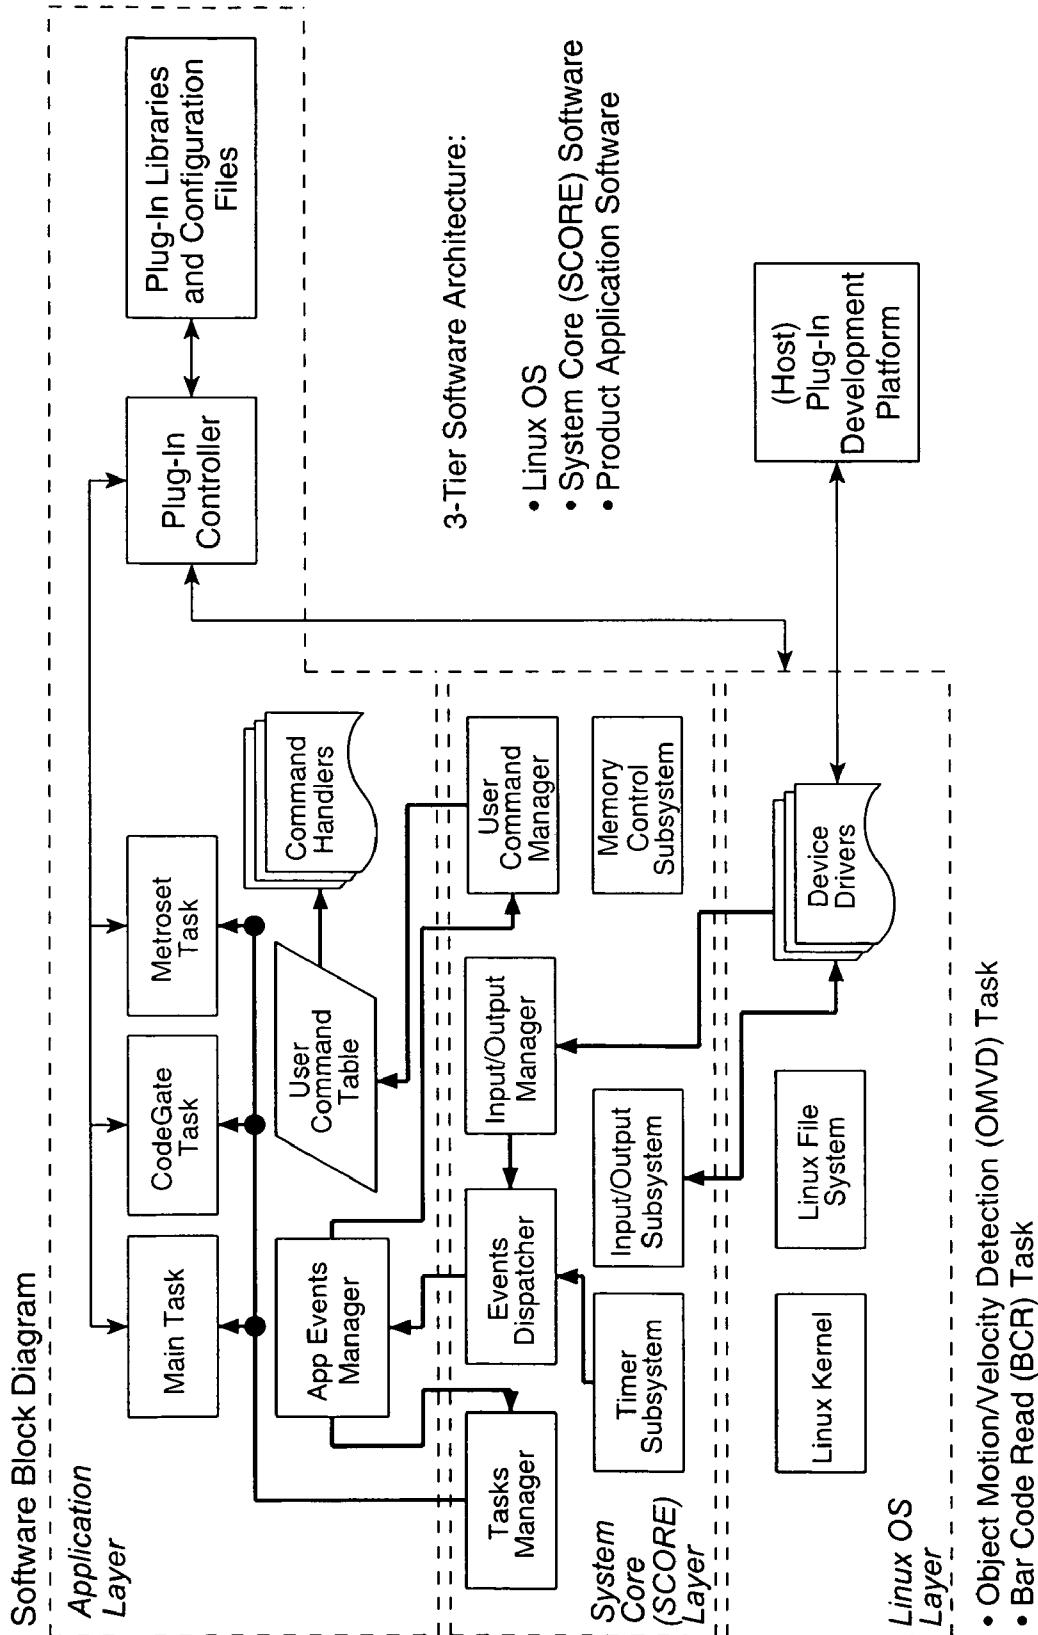 Software Block Diagram
Application
Layer
Main Task
CodeGate
Task
Metroset
Task
Plug-In
Controller
Plug-In Libraries
and Configuration
Files
App Events
Manager
User
Command
Table
Command
Handlers
3-Tier Software Architecture:
• Linux OS
• System Core (SCORE) Software
• Product Application Software
Tasks
Manager
Events
Dispatcher
Input/Output
Manager
User
Command
Manager
System
Core
(SCORE)
Layer
Timer
Subsystem
Input/Output
Subsystem
Memory
Control
Subsystem
Linux OS
Layer
Linux Kernel
Linux File
System
Device
Drivers
(Host)
Plug-In
Development
Platform
• Object Motion/Velocity Detection (OMVD) Task
• Bar Code Read (BCR) Task